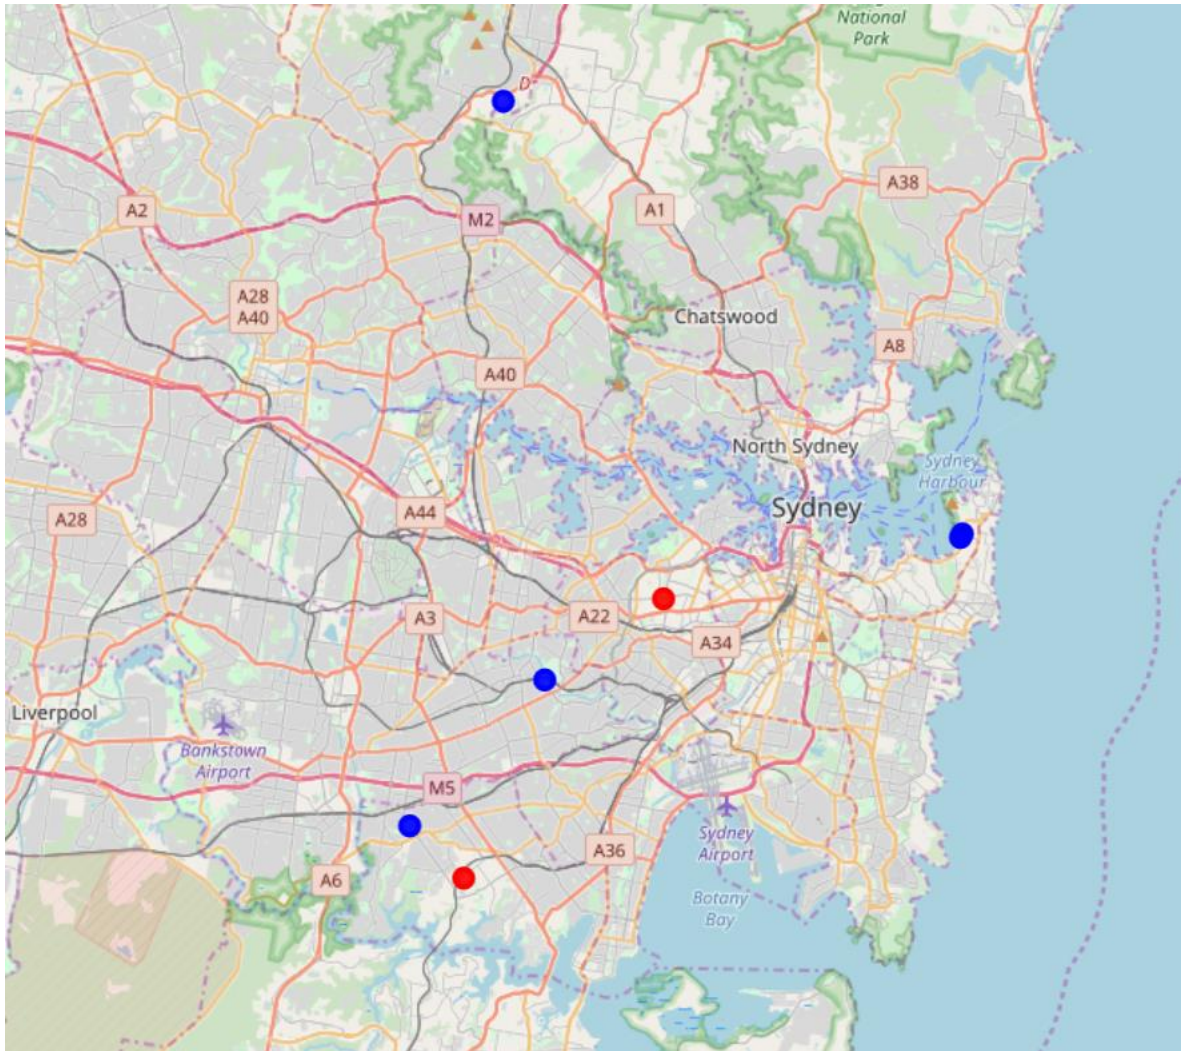 National
Park
D
A38
A2
M2
A1
A28
A40
Chatswood
A8
A40
North Sydney
Sydney
Harbour
Sydney
A44
A28
A3
A22
A34
Liverpool
Bankstown
Airport
M5
Sydney
Airport
A36
A6
Botany
Bay